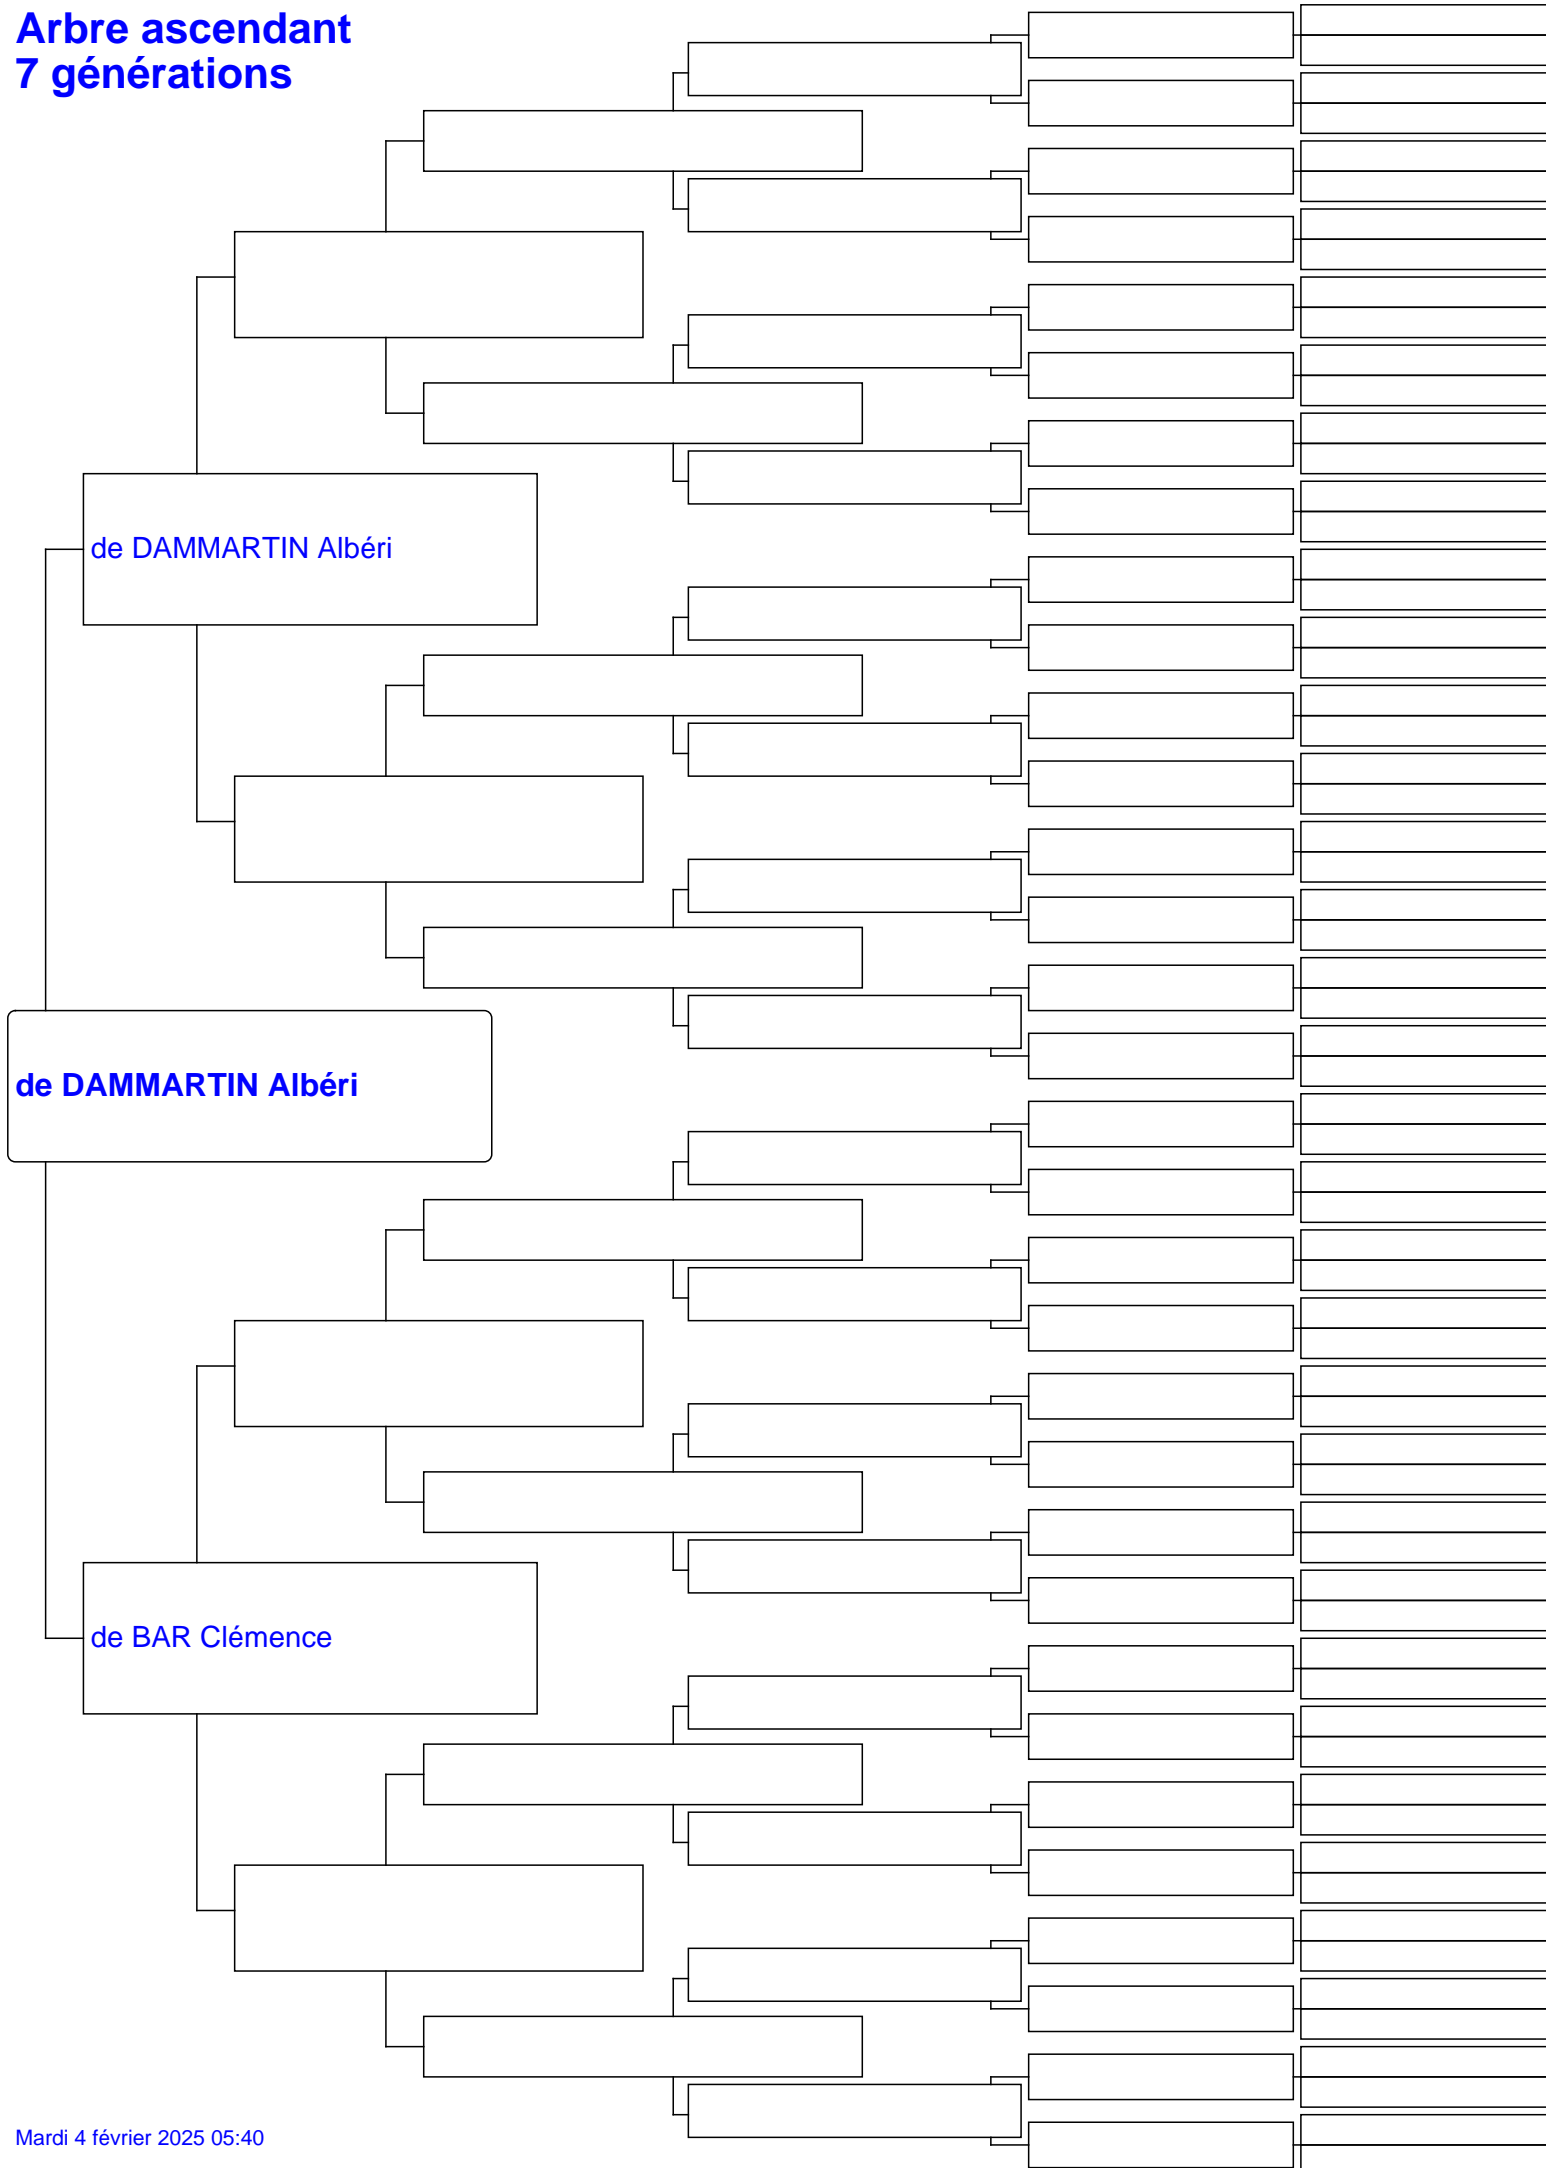 Arbre ascendant
7 générations
de DAMMARTIN Albéri
de DAMMARTIN Albéri
de BAR Clémence
Mardi 4 février 2025 05:40